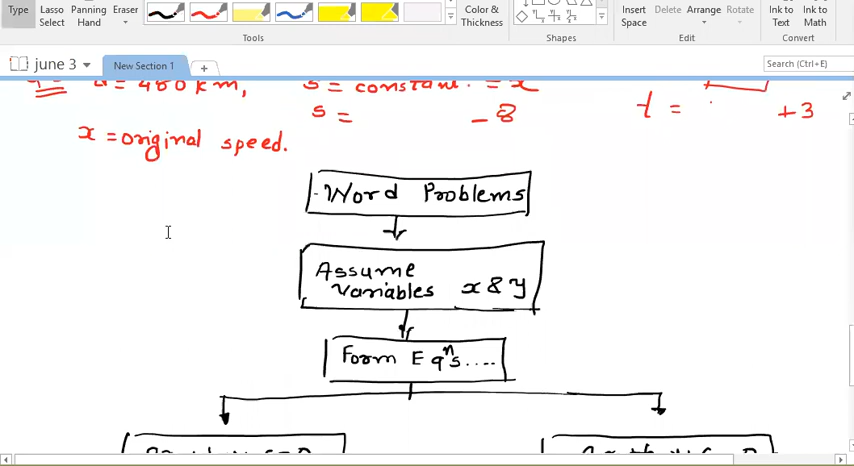 Type
Lasso Select
Panning Hand
Eraser
Color & Thickness
Insert Space
Delete
Arrange
Rotate
Ink to Text
Ink to Math
Tools
Shapes
Edit
Convert
june 3
New Section 1
Search (Ctrl+E)
d = 480 km, s = constant. = x
s = - 8 t = +3
x = original speed.
Word Problems
Assume
Variables x & y
Form Eqns....